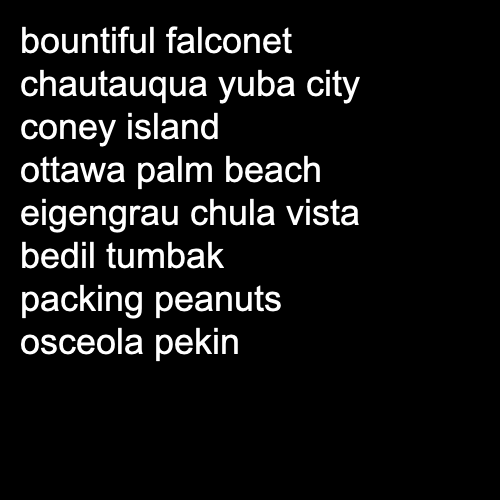 bountiful falconet
chautauqua yuba city
coney island
ottawa palm beach
eigengrau chula vista
bedil tumbak
packing peanuts
osceola pekin